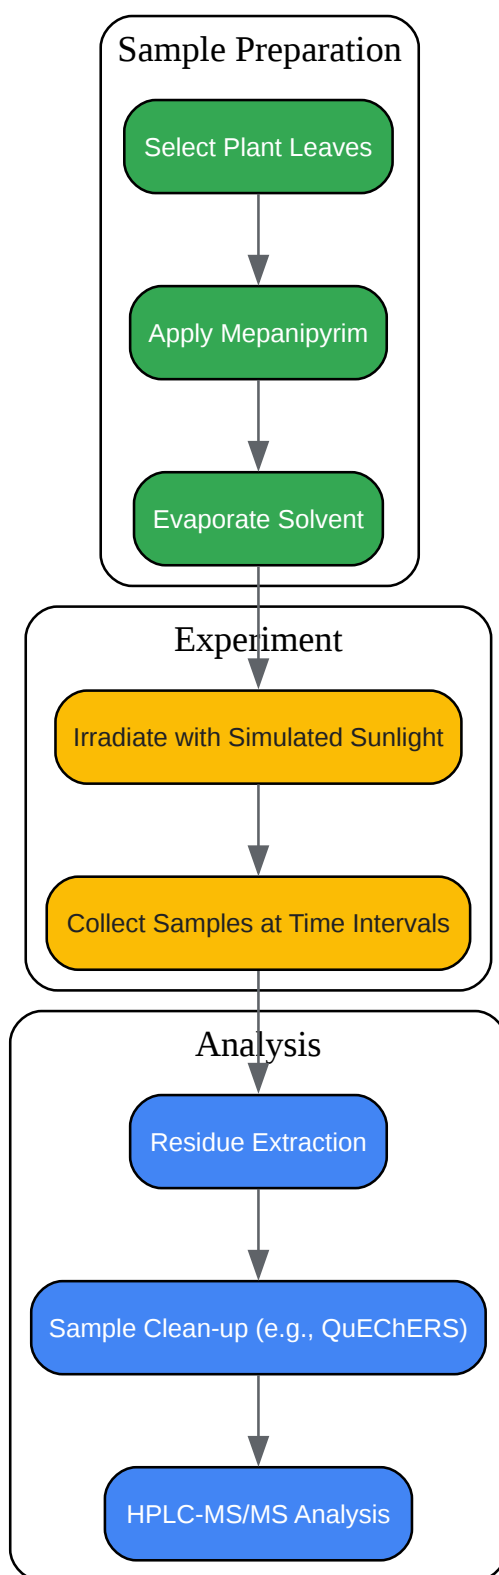 Sample Preparation
Select Plant Leaves
Apply Mepanipyrim
Evaporate Solvent
Experiment
Irradiate with Simulated Sunlight
Collect Samples at Time Intervals
Analysis
Residue Extraction
Sample Clean-up (e.g., QuEChERS)
HPLC-MS/MS Analysis